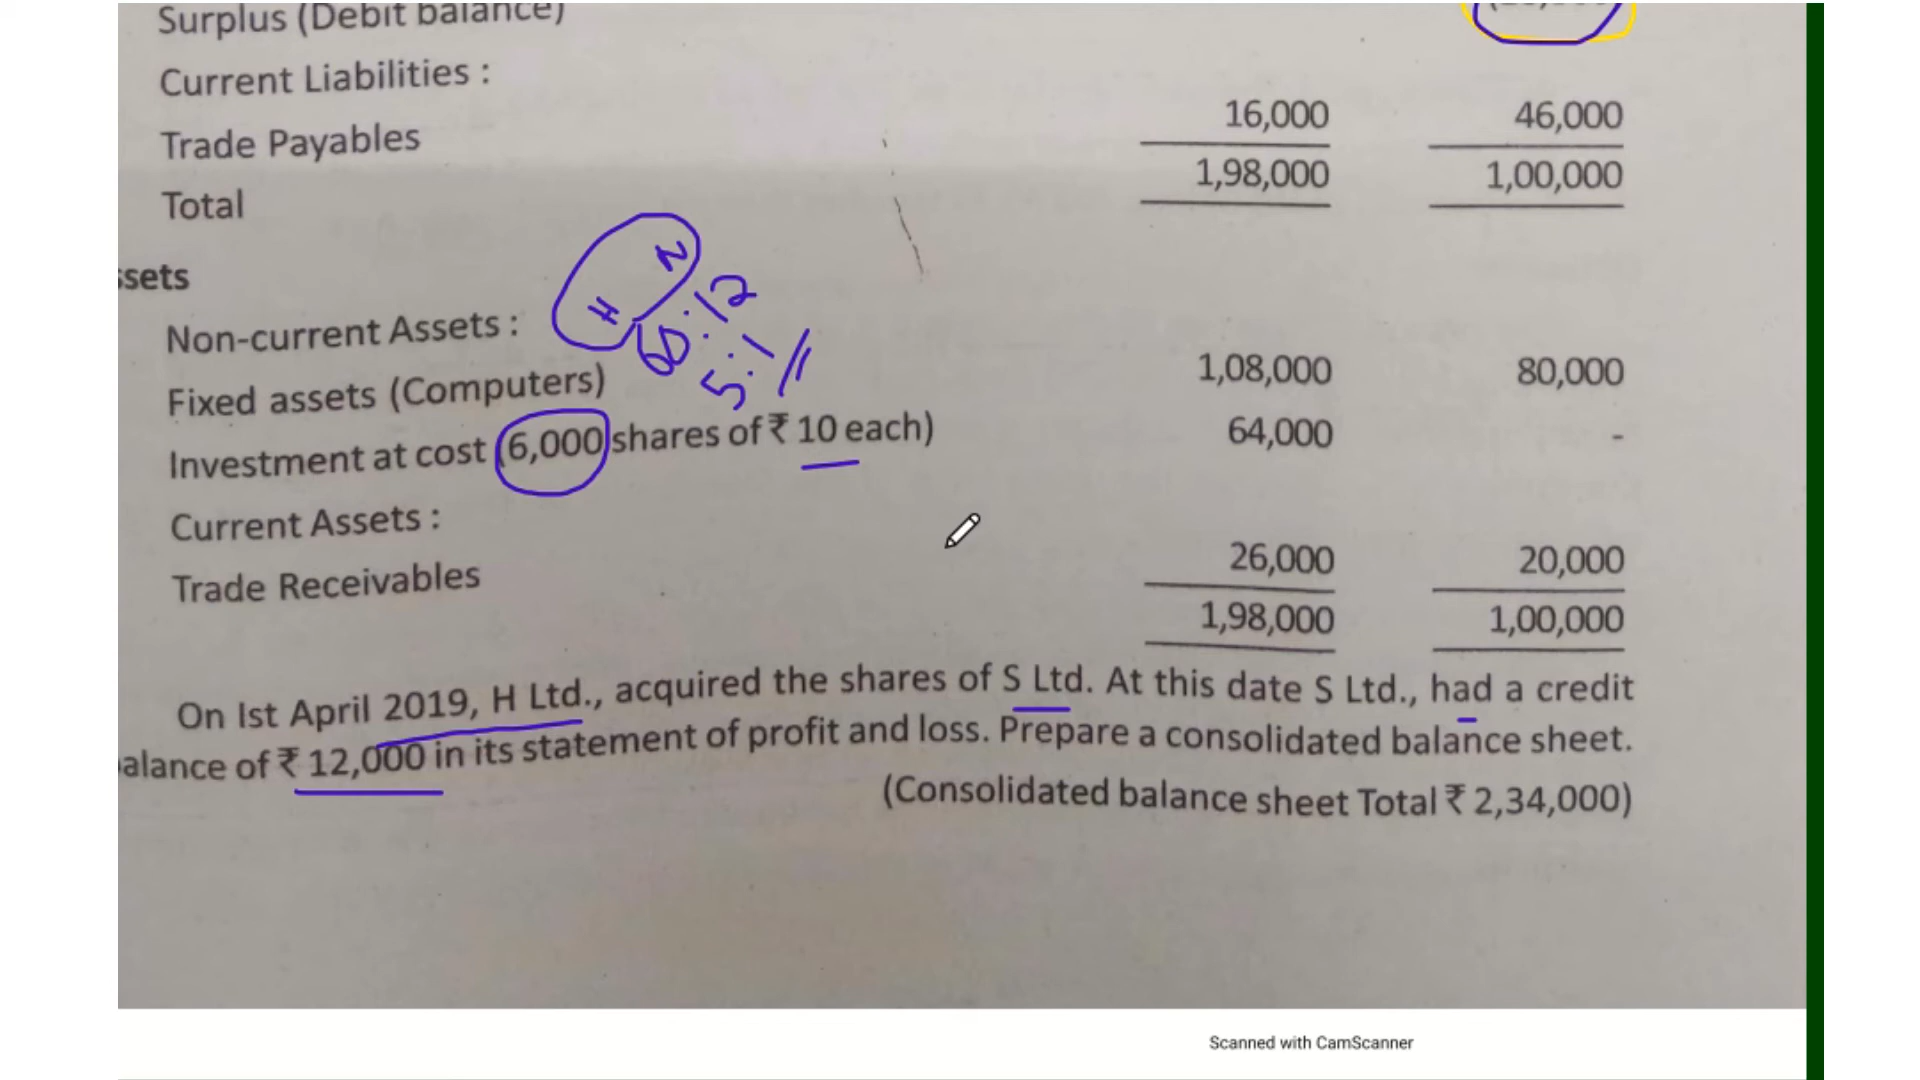 Surplus (Debit balance)
Current Liabilities :
Trade Payables 16,000 46,000
Total 1,98,000 1,00,000
ssets
Non-current Assets :
Fixed assets (Computers) 1,08,000 80,000
Investment at cost (6,000 shares of ₹ 10 each) 64,000 -
Current Assets :
Trade Receivables 26,000 20,000
1,98,000 1,00,000
H N
60:12
5:1
On Ist April 2019, H Ltd., acquired the shares of S Ltd. At this date S Ltd., had a credit
alance of ₹ 12,000 in its statement of profit and loss. Prepare a consolidated balance sheet.
(Consolidated balance sheet Total ₹ 2,34,000)
Scanned with CamScanner